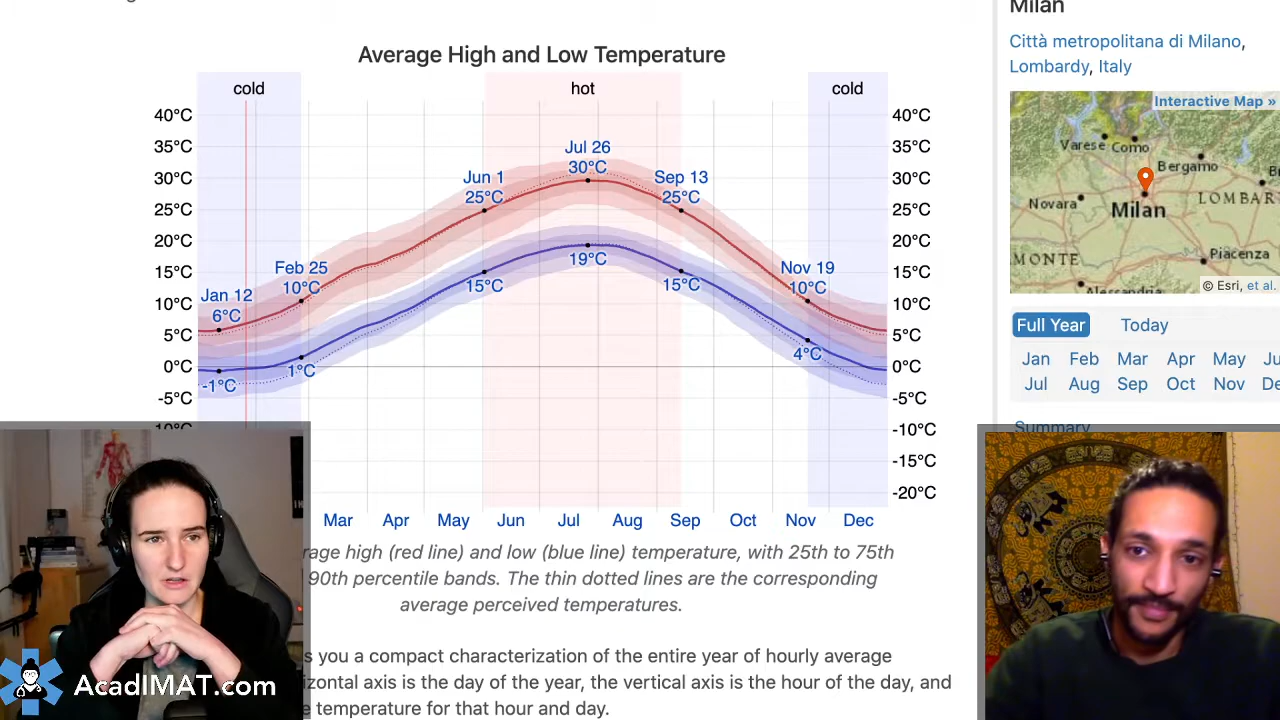 Milan
Città metropolitana di Milano,
Lombardy, Italy
Average High and Low Temperature
cold
hot
cold
40°C
35°C
30°C
25°C
20°C
15°C
10°C
5°C
0°C
-5°C
40°C
35°C
30°C
25°C
20°C
15°C
10°C
5°C
0°C
-5°C
-10°C
-15°C
-20°C
Jan 12
6°C
-1°C
Feb 25
10°C
1°C
Jun 1
25°C
15°C
Jul 26
30°C
19°C
Sep 13
25°C
15°C
Nov 19
10°C
4°C
Mar Apr May Jun Jul Aug Sep Oct Nov Dec
high (red line) and low (blue line) temperature, with 25th to 75th
90th percentile bands. The thin dotted lines are the corresponding
average perceived temperatures.
you a compact characterization of the entire year of hourly average
axis is the day of the year, the vertical axis is the hour of the day, and
temperature for that hour and day.
Interactive Map »
Varese Como
Bergamo
Novara
Milan
Piacenza
© Esri, et al.
Full Year Today
Jan Feb Mar Apr May
Jul Aug Sep Oct Nov
Summary
AcadIMAT.com